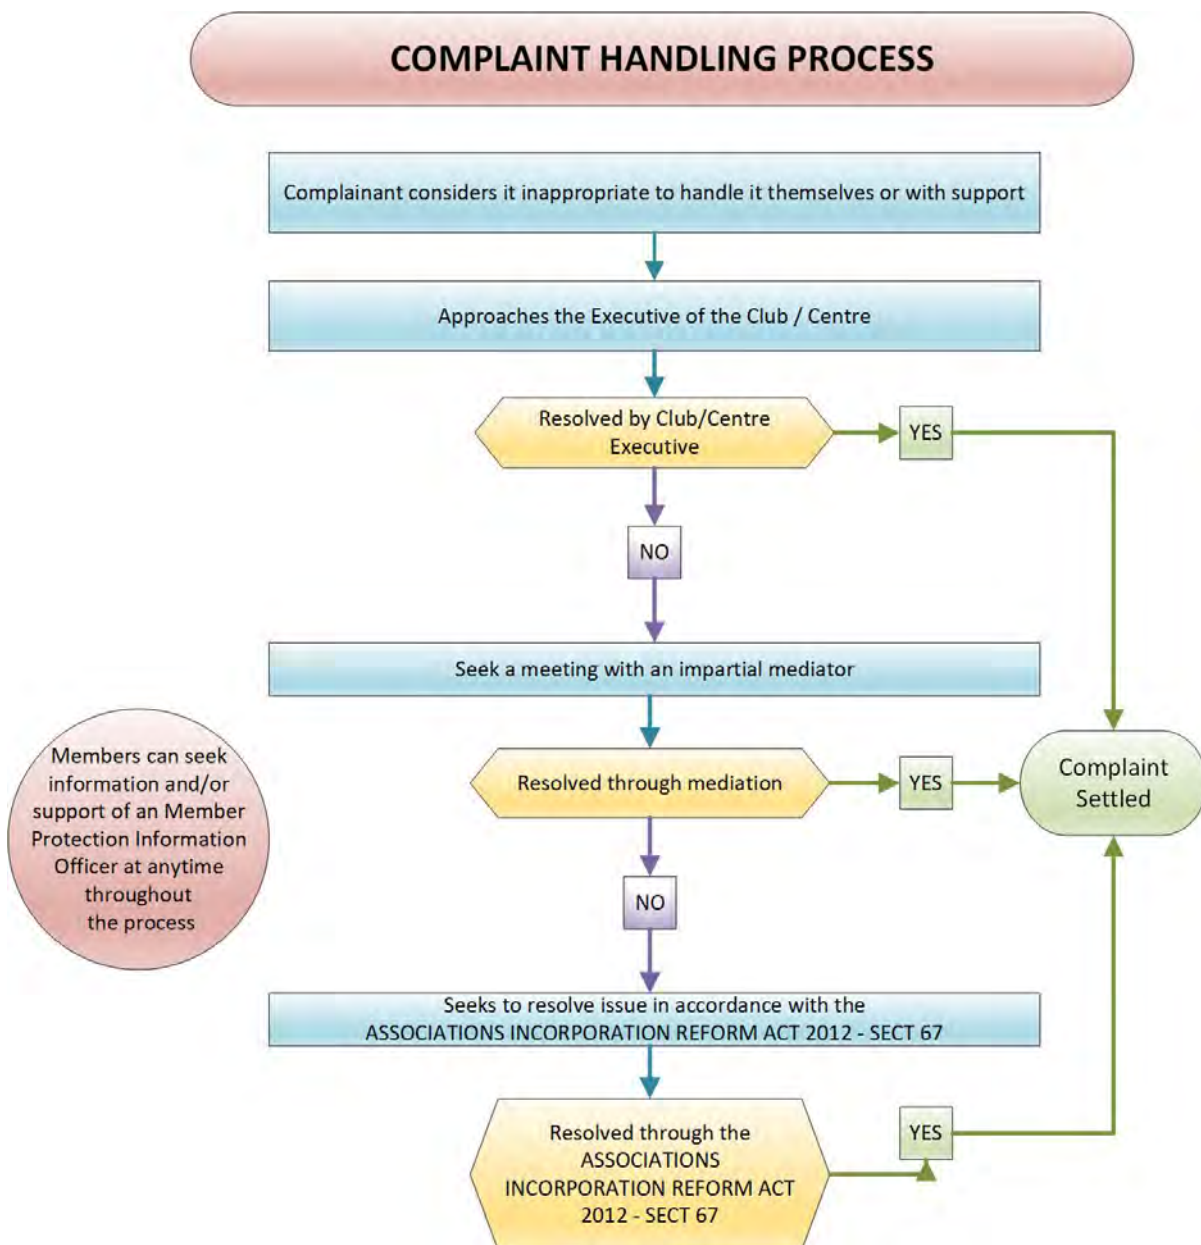 COMPLAINT HANDLING PROCESS
Complainant considers it inappropriate to handle it themselves or with support
Approaches the Executive of the Club / Centre
Resolved by Club/Centre
Executive
YES
NO
Seek a meeting with an impartial mediator
Members can seek
information and/or
support of an Member
Protection Information
Officer at anytime
throughout
the process
Resolved through mediation
YES
Complaint
Settled
NO
Seeks to resolve issue in accordance with the
ASSOCIATIONS INCORPORATION REFORM ACT 2012 - SECT 67
Resolved through the
ASSOCIATIONS
INCORPORATION REFORM ACT
2012 - SECT 67
YES